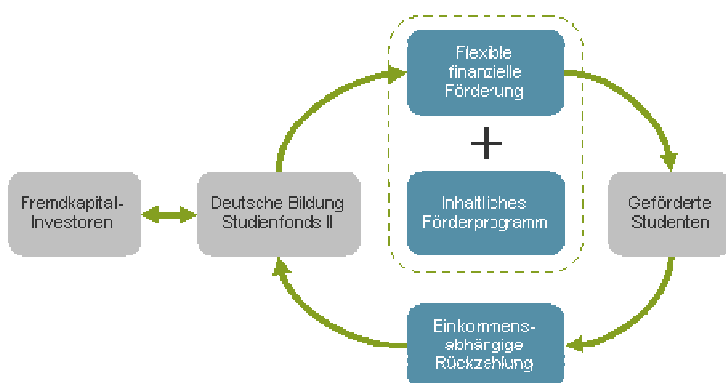 Flexible
finanzielle
Förderung
+
Inhaltliches
Förderprogramm
Fremdkapital-
Investoren
Deutsche Bildung
Studienfonds II
Geförderte
Studenten
Einkommens-
abhängige
Rückzahlung